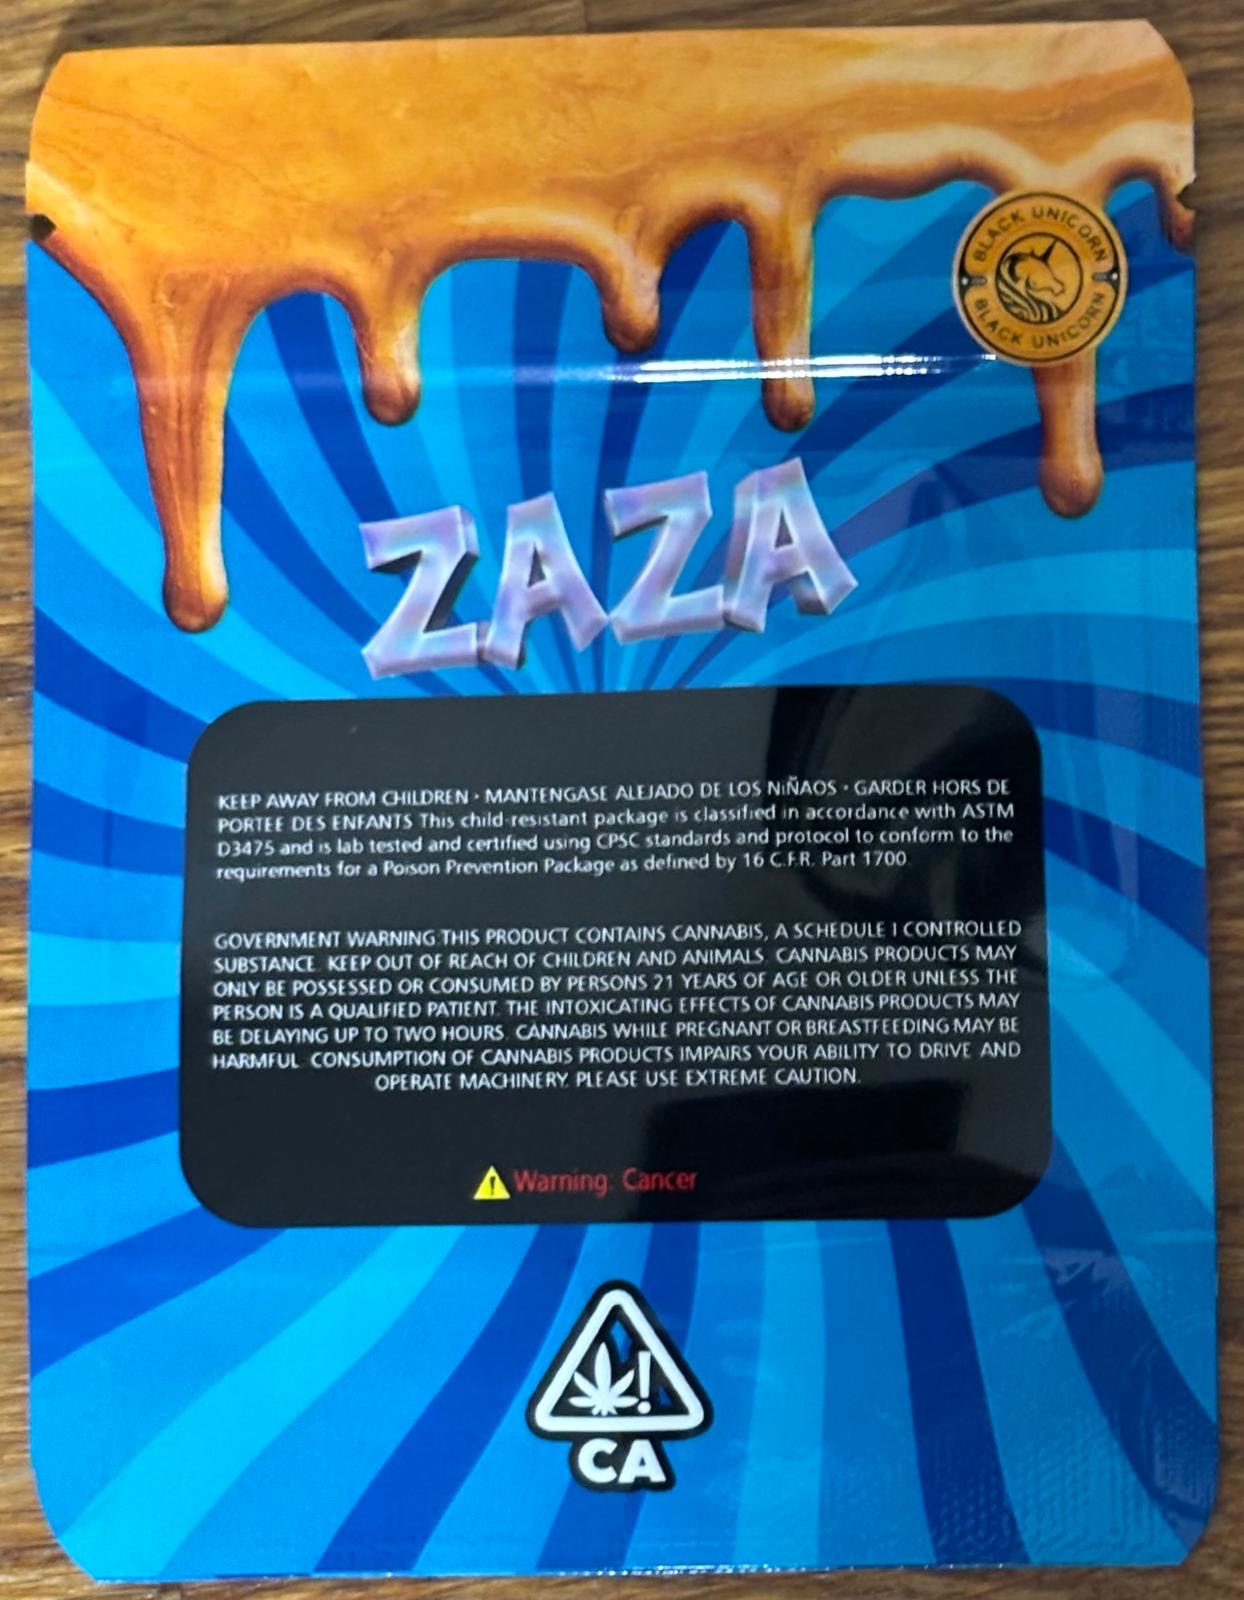 BLACK UNICORN
BLACK UNICORN
ZAZA
KEEP AWAY FROM CHILDREN · MANTENGASE ALEJADO DE LOS NiÑAOS · GARDER HORS DE
PORTEE DES ENFANTS This child-resistant package is classified in accordance with ASTM
D3475 and is lab tested and certified using CPSC standards and protocol to conform to the
requirements for a Poison Prevention Package as defined by 16 C.F.R. Part 1700.
GOVERNMENT WARNING:THIS PRODUCT CONTAINS CANNABIS, A SCHEDULE I CONTROLLED
SUBSTANCE. KEEP OUT OF REACH OF CHILDREN AND ANIMALS. CANNABIS PRODUCTS MAY
ONLY BE POSSESSED OR CONSUMED BY PERSONS 21 YEARS OF AGE OR OLDER UNLESS THE
PERSON IS A QUALIFIED PATIENT. THE INTOXICATING EFFECTS OF CANNABIS PRODUCTS MAY
BE DELAYING UP TO TWO HOURS. CANNABIS WHILE PREGNANT OR BREASTFEEDING MAY BE
HARMFUL. CONSUMPTION OF CANNABIS PRODUCTS IMPAIRS YOUR ABILITY TO DRIVE AND
OPERATE MACHINERY. PLEASE USE EXTREME CAUTION.
Warning: Cancer
CA